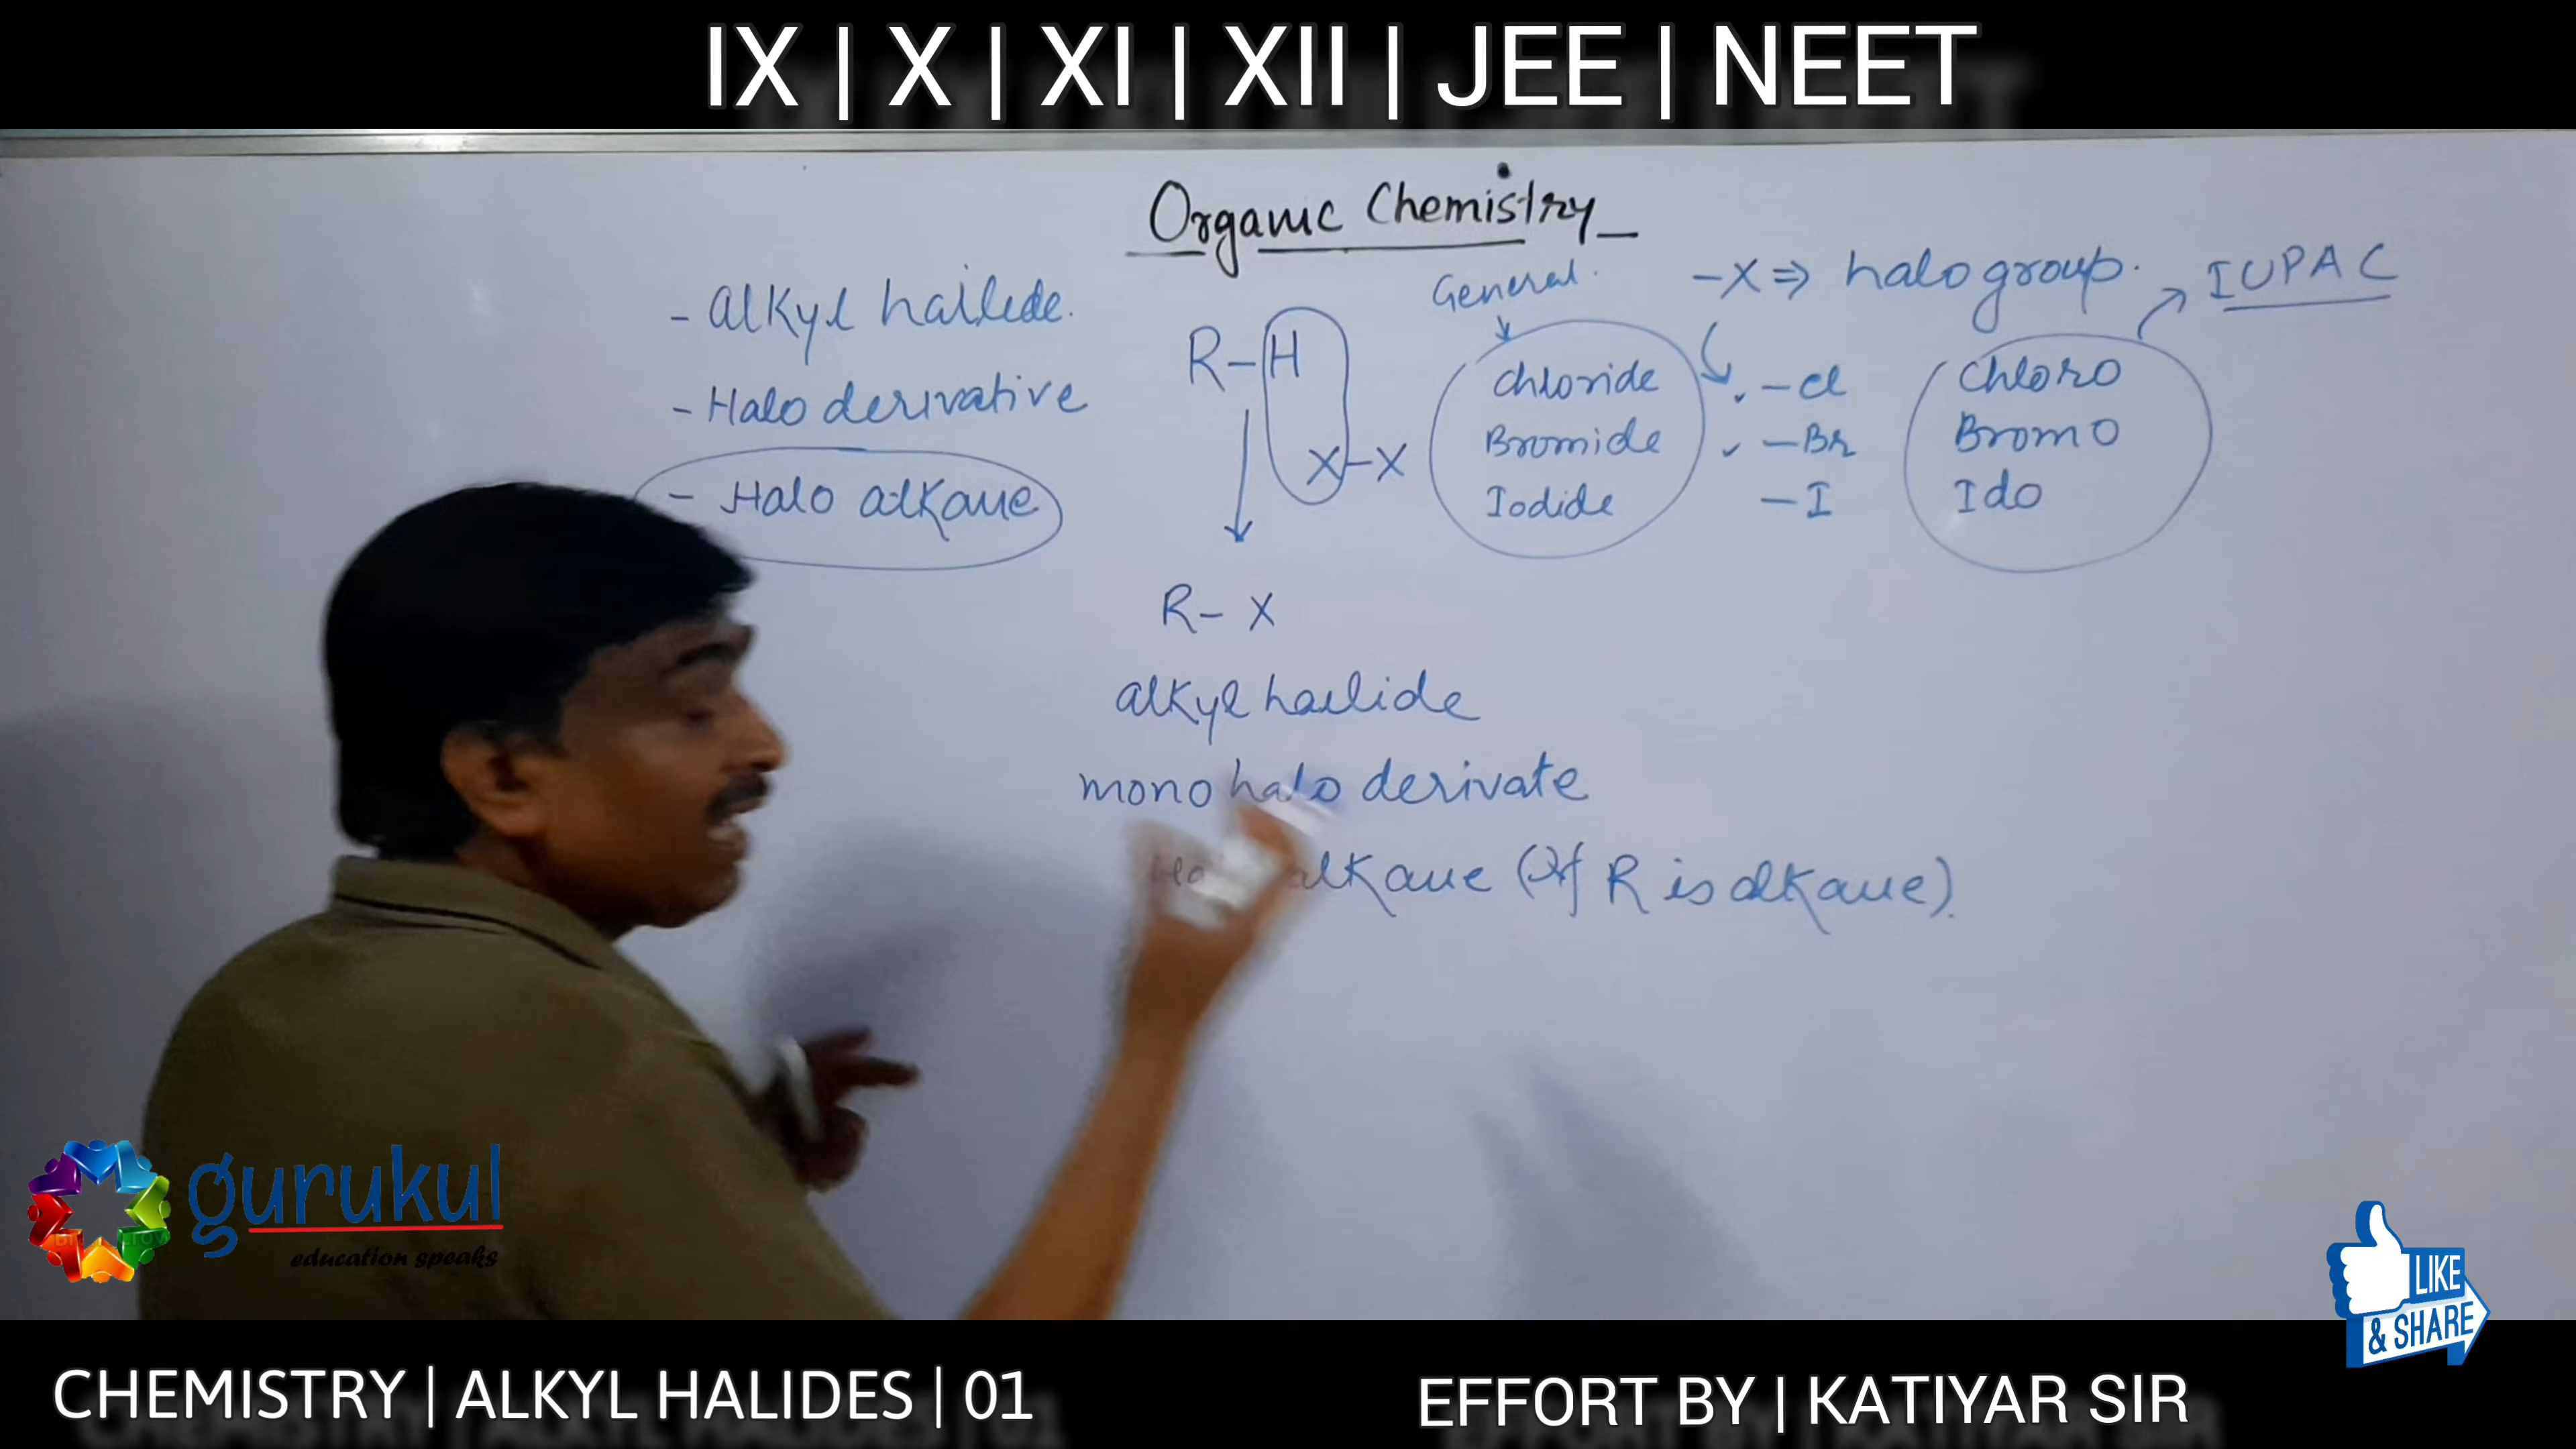 IX | X | XI | XII | JEE | NEET
Organic Chemistry
- Alkyl hailide.
- Halo derivative
- Halo alkane
R-H
X-X
R- X
alkyl hailide
mono halo derivate
alkane (If R is alkane).
General
chloride
Bromide
Iodide
-X ⇒ halo group.
-Cl
-Br
-I
IUPAC
Chloro
Bromo
Ido
gurukul
education speaks
LIKE
& SHARE
CHEMISTRY | ALKYL HALIDES | 01
EFFORT BY | KATIYAR SIR